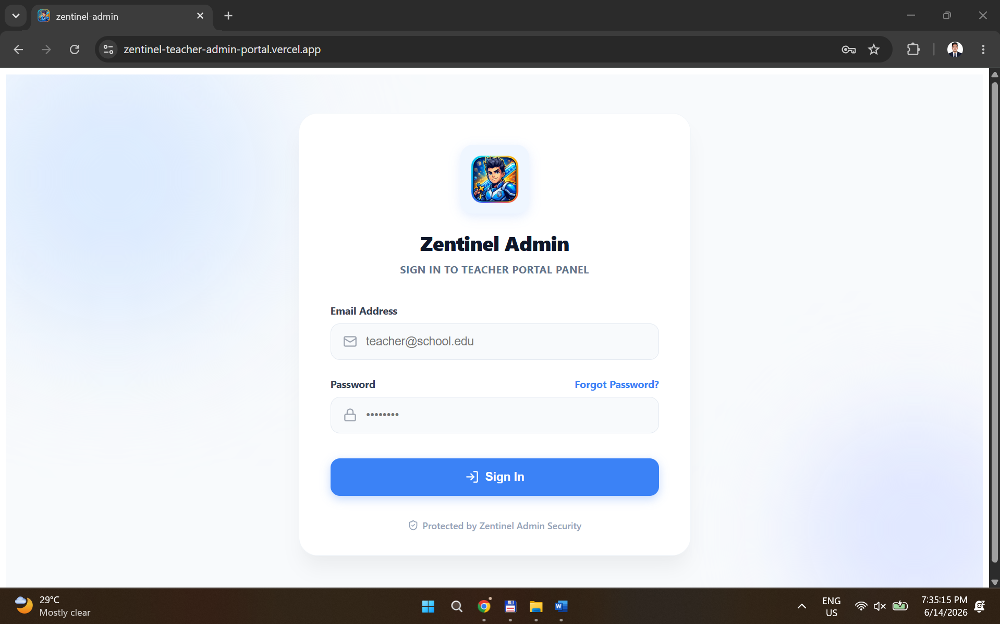 zentinel-admin
zentinel-teacher-admin-portal.vercel.app
Zentinel Admin
SIGN IN TO TEACHER PORTAL PANEL
Email Address
teacher@school.edu
Password Forgot Password?
••••••••
Sign In
Protected by Zentinel Admin Security
29°C
Mostly clear
ENG
US
7:35:15 PM
6/14/2026